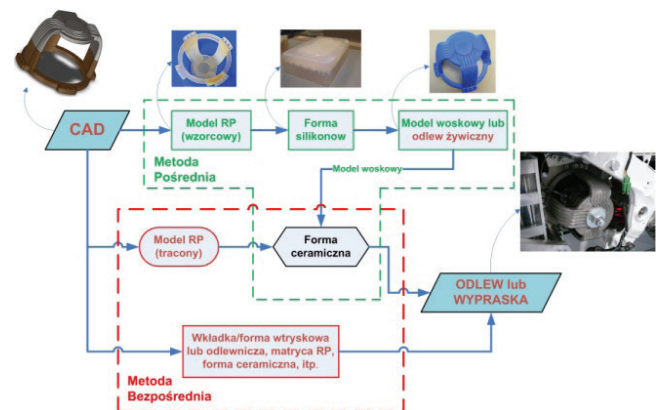 CAD
Model RP
(wzorcowy)
Forma
silikonow
Model woskowy lub
odlew żywiczny
Metoda
Pośrednia
Model woskowy
Model RP
(tracony)
Forma
ceramiczna
ODLEW lub
WYPRASKA
Wkładka/forma wtryskowa
lub odlewnicza, matryca RP,
forma ceramiczna, itp.
Metoda
Bezpośrednia